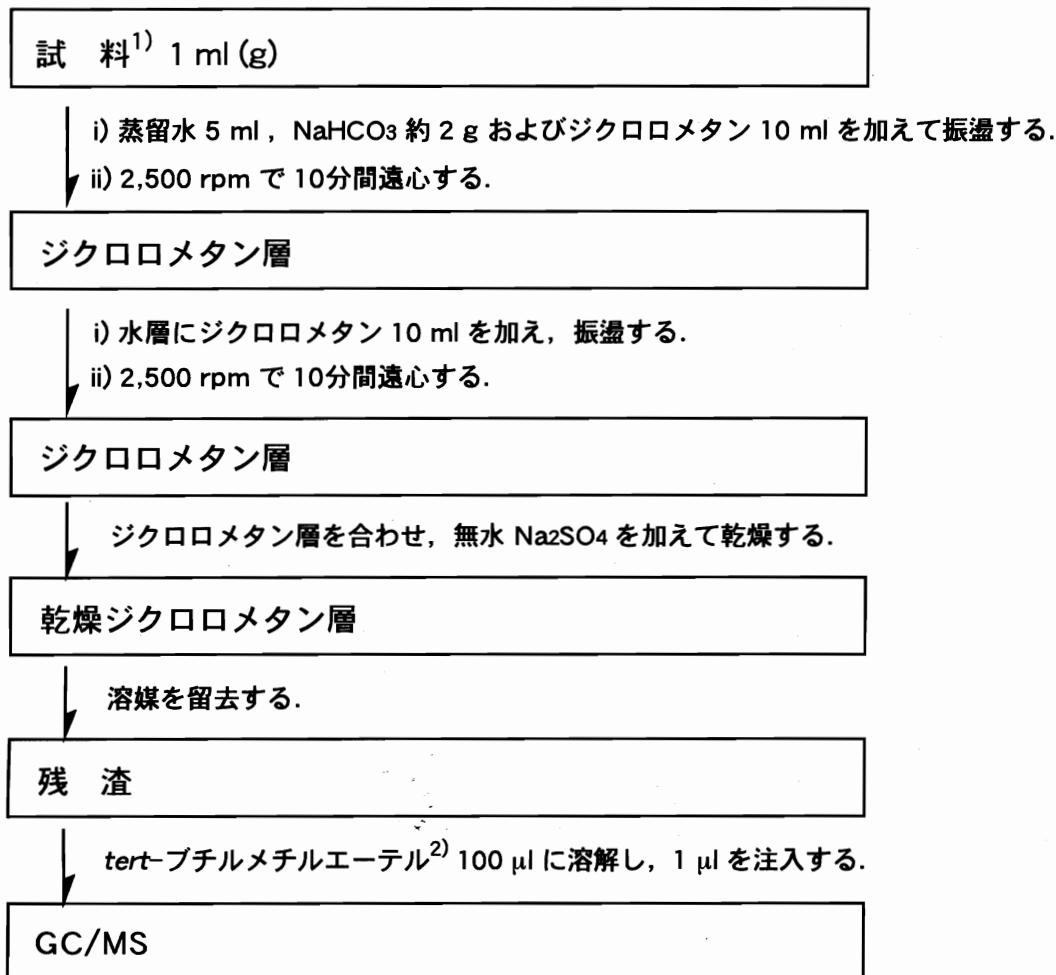 試　料1) 1 ml (g)
i) 蒸留水 5 ml , NaHCO3 約 2 g およびジクロロメタン 10 ml を加えて振盪する.
ii) 2,500 rpm で 10分間遠心する.
ジクロロメタン層
i) 水層にジクロロメタン 10 ml を加え, 振盪する.
ii) 2,500 rpm で 10分間遠心する.
ジクロロメタン層
ジクロロメタン層を合わせ, 無水 Na2SO4 を加えて乾燥する.
乾燥ジクロロメタン層
溶媒を留去する.
残　渣
tert-ブチルメチルエーテル2) 100 μl に溶解し, 1 μl を注入する.
GC/MS